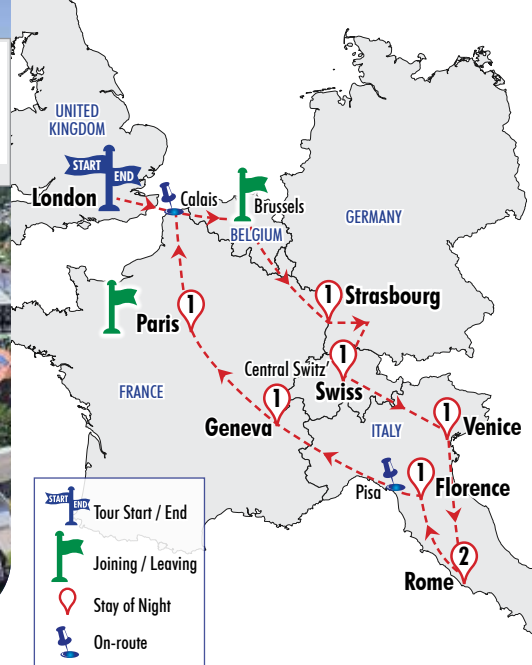 UNITED
KINGDOM
START
END
London
Calais
Brussels
BELGIUM
GERMANY
1
Strasbourg
1
Paris
1
Central Switz'
Swiss
FRANCE
1
Geneva
ITALY
1
Venice
Pisa
1
Florence
2
Rome
START
END
Tour Start / End
Joining / Leaving
Stay of Night
On-route